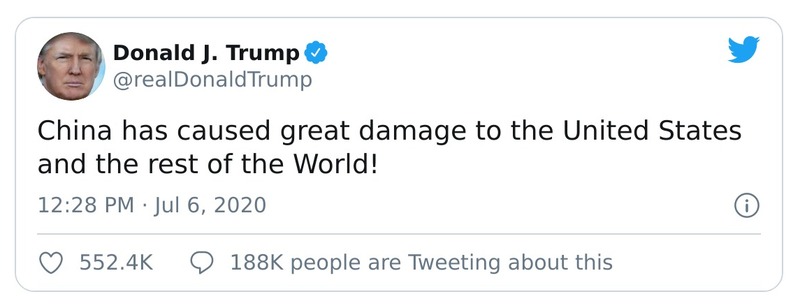 Donald J. Trump
@realDonaldTrump
China has caused great damage to the United States
and the rest of the World!
12:28 PM · Jul 6, 2020
552.4K 188K people are Tweeting about this